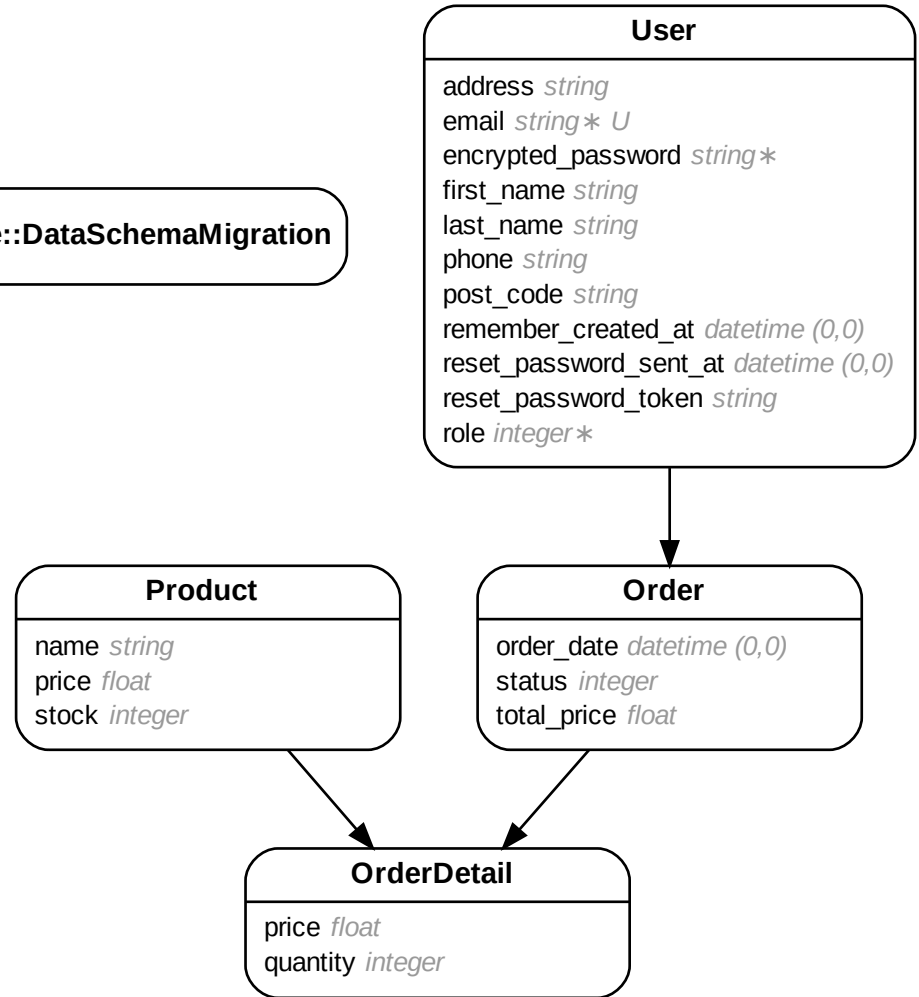 User
address string
email string∗ U
encrypted_password string∗
first_name string
last_name string
phone string
post_code string
remember_created_at datetime (0,0)
reset_password_sent_at datetime (0,0)
reset_password_token string
role integer∗
e::DataSchemaMigration
Product
name string
price float
stock integer
Order
order_date datetime (0,0)
status integer
total_price float
OrderDetail
price float
quantity integer